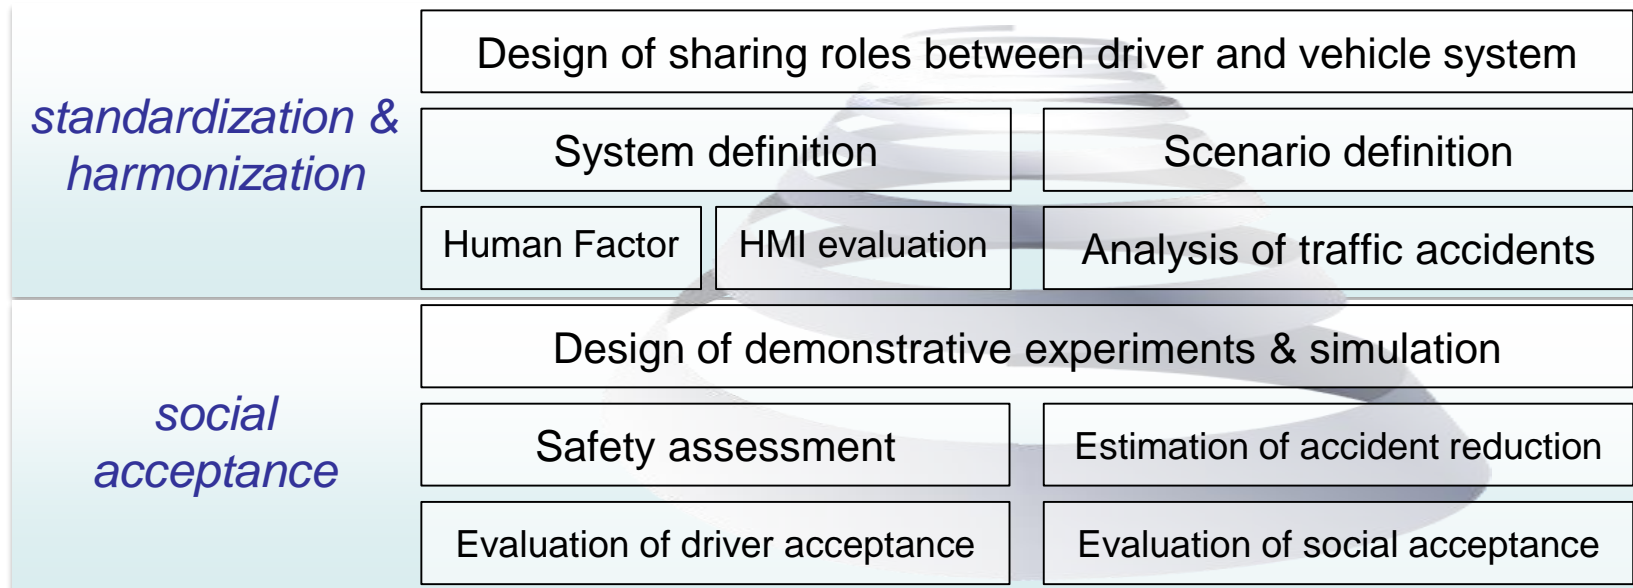 standardization &
harmonization
Design of sharing roles between driver and vehicle system
System definition
Scenario definition
Human Factor
HMI evaluation
Analysis of traffic accidents
social
acceptance
Design of demonstrative experiments & simulation
Safety assessment
Estimation of accident reduction
Evaluation of driver acceptance
Evaluation of social acceptance